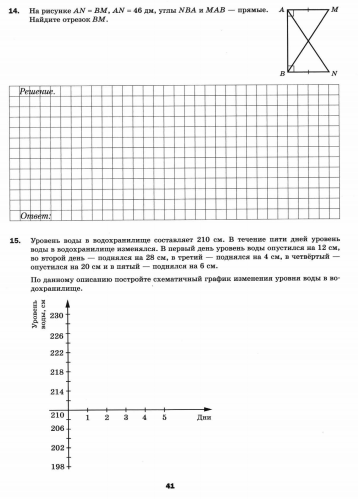 14. На рисунке AN = BM, AN = 46 дм, углы NBA и MAB — прямые.
Найдите отрезок BM.
A M
B N
Решение.
Ответ:
15. Уровень воды в водохранилище составляет 210 см. В течение пяти дней уровень
воды в водохранилище изменялся. В первый день уровень воды опустился на 12 см,
во второй день — поднялся на 28 см, в третий — поднялся на 4 см, в четвёртый —
опустился на 20 см и в пятый — поднялся на 6 см.
По данному описанию постройте схематичный график изменения уровня воды в во-
дохранилище.
Уровень
воды, см
230
226
222
218
214
210
1 2 3 4 5 Дни
206
202
198
41